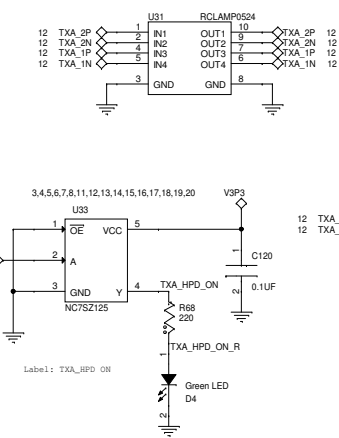 U31 RCLAMP0524
12 TXA_2P 1 IN1 OUT1 10 TXA_2P 12
12 TXA_2N 2 IN2 OUT2 9 TXA_2N 12
12 TXA_1P 4 IN3 OUT3 7 TXA_1P 12
12 TXA_1N 5 IN4 OUT4 6 TXA_1N 12
3 GND GND 8
3,4,5,6,7,8,11,12,13,14,15,16,17,18,19,20 V3P3
U33
12 TXA_
12 TXA_
1 OE VCC 5
2 A
1 C120
3 GND Y 4 TXA_HPD_ON
2 0.1UF
NC7SZ125
R68
220
TXA_HPD_ON_R
Label: TXA_HPD ON
1
Green LED
D4
2